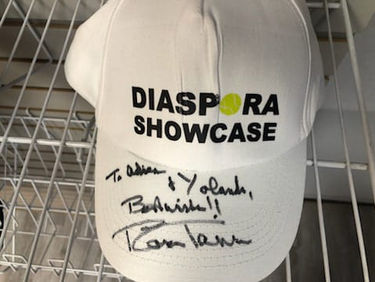 DIASPORA
SHOWCASE
To
& Yolanda,
Best wishes!!